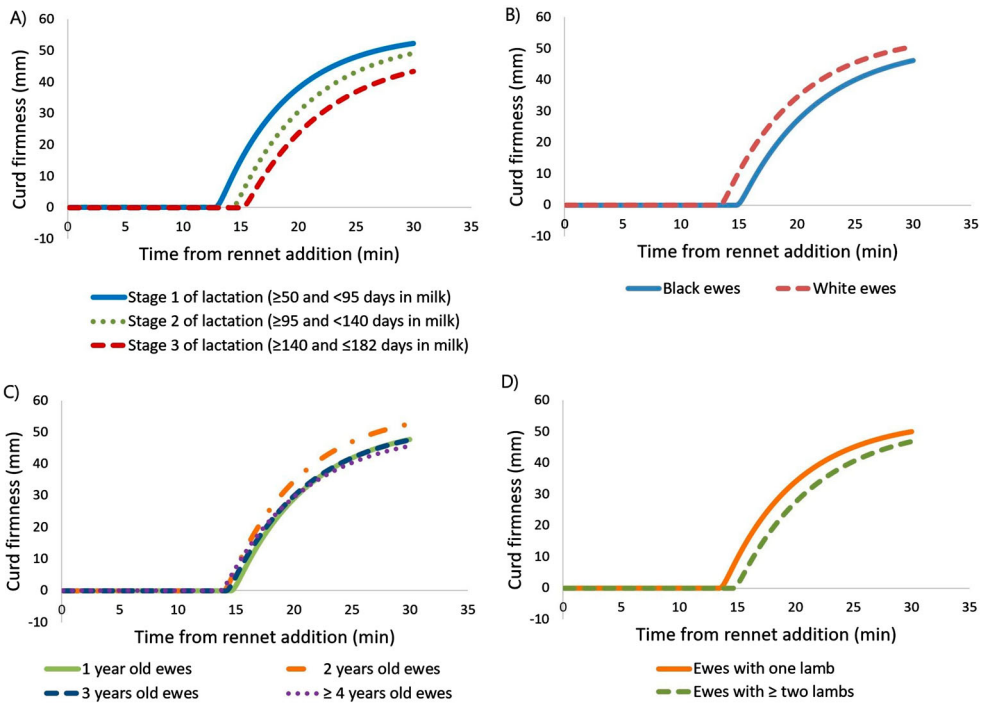 A)
60
50
40
30
20
10
0
-10
Curd firmness (mm)
0 5 10 15 20 25 30 35
Time from rennet addition (min)
Stage 1 of lactation (≥50 and <95 days in milk)
Stage 2 of lactation (≥95 and <140 days in milk)
Stage 3 of lactation (≥140 and ≤182 days in milk)
B)
60
50
40
30
20
10
0
-10
Curd firmness (mm)
0 5 10 15 20 25 30 35
Time from rennet addition (min)
Black ewes White ewes
C)
60
50
40
30
20
10
0
-10
Curd firmness (mm)
0 5 10 15 20 25 30 35
Time from rennet addition (min)
1 year old ewes 2 years old ewes
3 years old ewes ≥ 4 years old ewes
D)
60
50
40
30
20
10
0
-10
Curd firmness (mm)
0 5 10 15 20 25 30 35
Time from rennet addition (min)
Ewes with one lamb
Ewes with ≥ two lambs